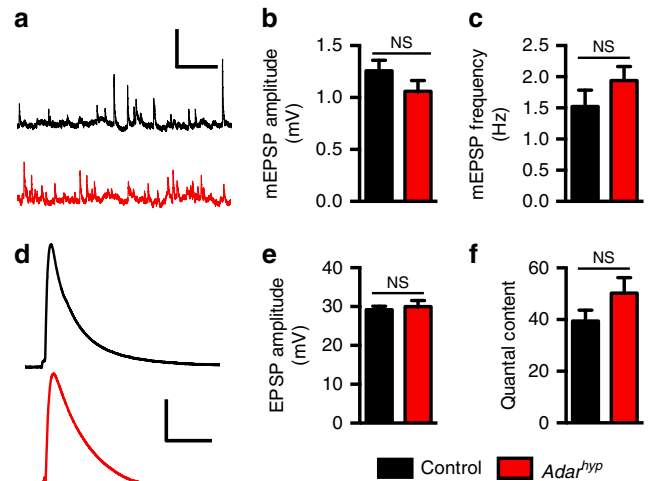 a
b
NS
mEPSP amplitude
(mV)
1.5
1.0
0.5
0.0
c
NS
mEPSP frequency
(Hz)
2.5
2.0
1.5
1.0
0.5
0.0
d
e
NS
EPSP amplitude
(mV)
40
30
20
10
0
f
NS
Quantal content
60
40
20
0
Control
Adarhyp